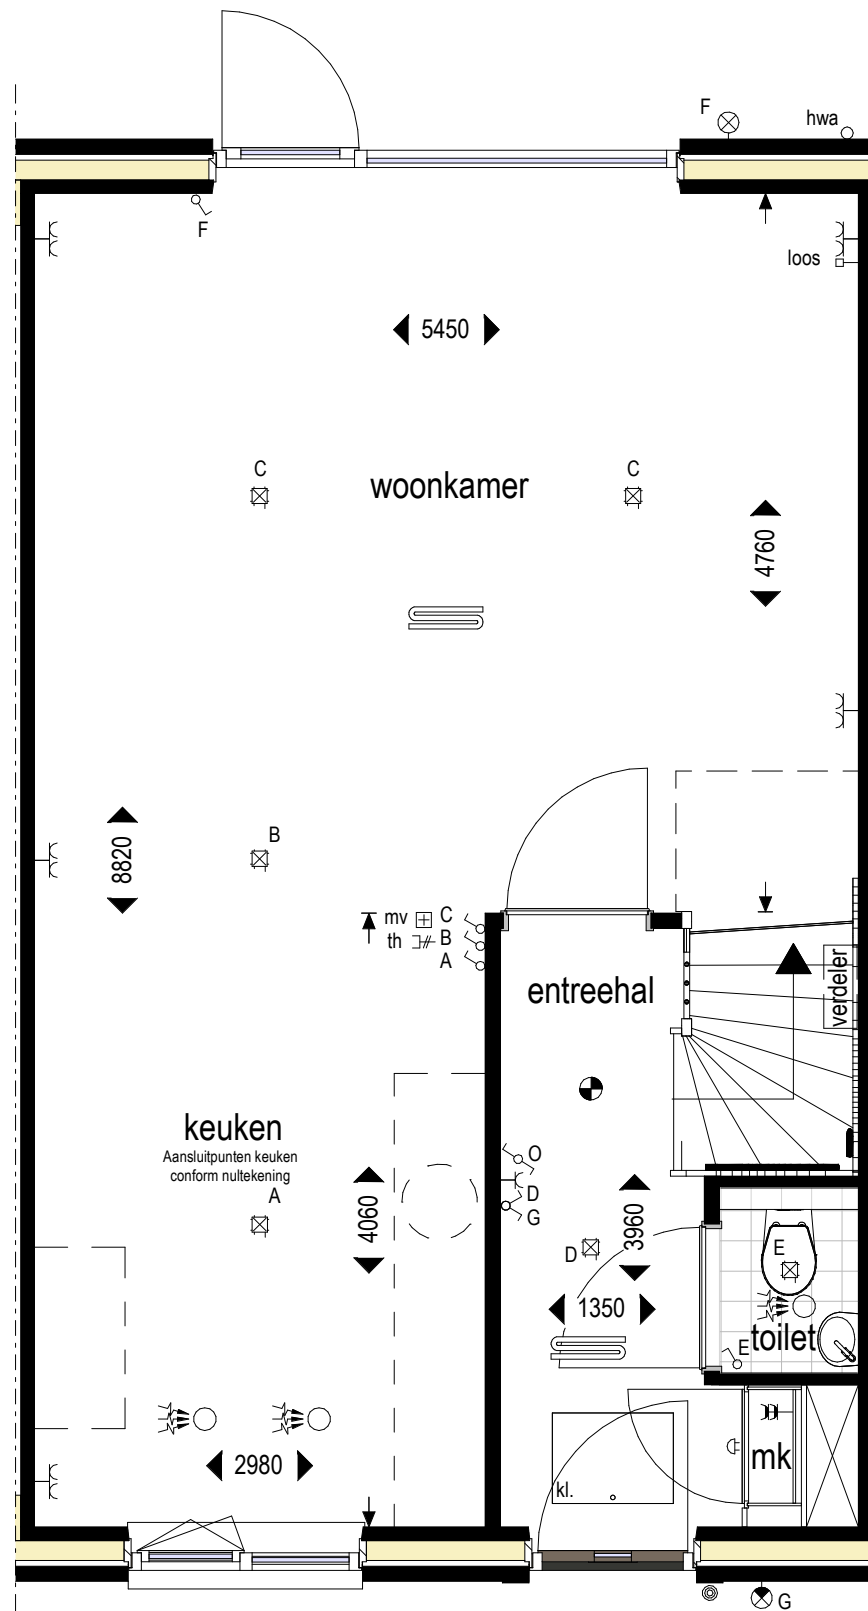 F
hwa
F
loos
5450
C
woonkamer
C
4760
B
8820
mv
C
th
B
A
entreehal
verdeler
keuken
Aansluitpunten keuken
conform nultekening
A
4060
O
D
G
3960
D
E
1350
toilet
E
2980
mk
kl.
G